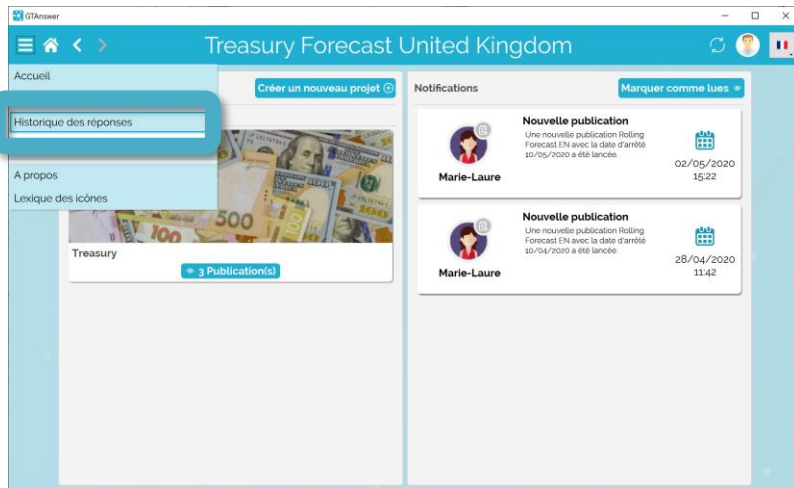 GTAnswer
Treasury Forecast United Kingdom
Accueil
Historique des réponses
A propos
Lexique des icônes
Créer un nouveau projet
Treasury
3 Publication(s)
Notifications
Marquer comme lues
Nouvelle publication
Une nouvelle publication Rolling
Forecast EN avec la date d'arrêté
10/05/2020 a été lancée.
Marie-Laure
02/05/2020
15:22
Nouvelle publication
Une nouvelle publication Rolling
Forecast EN avec la date d'arrêté
10/04/2020 a été lancée.
Marie-Laure
28/04/2020
11:42
500
100
100